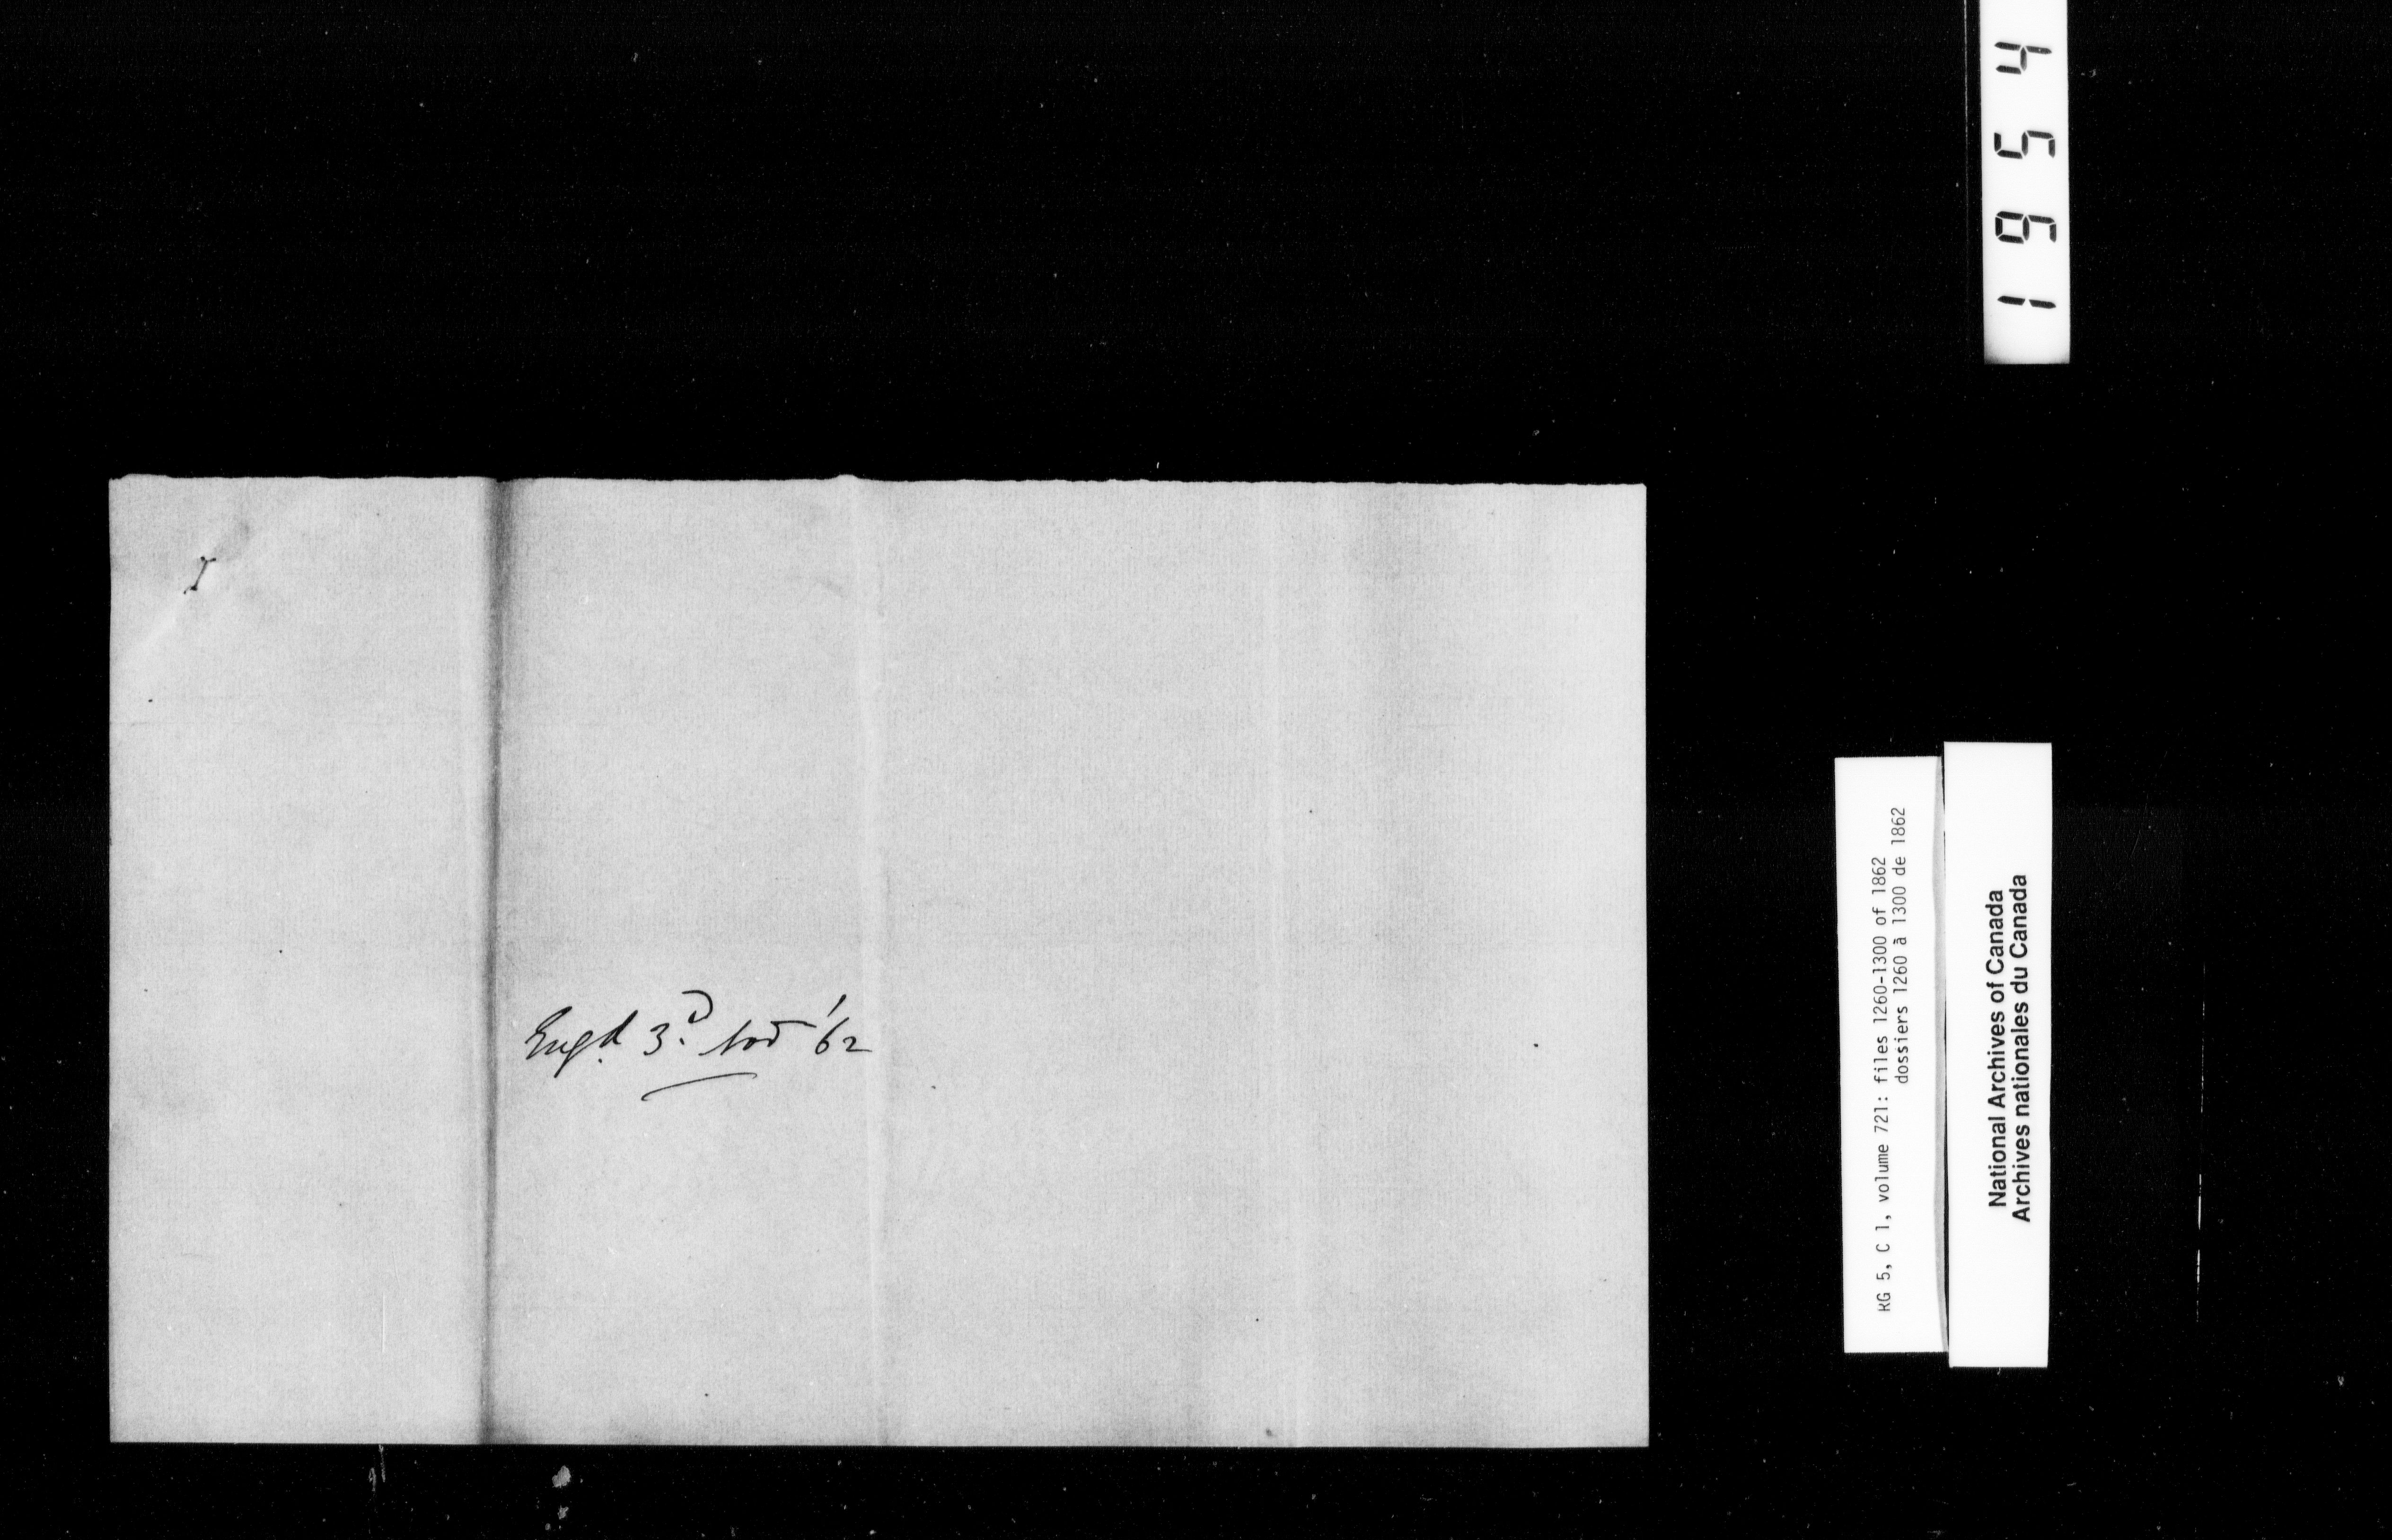 1954
Engd 3d Nov '62
RG 5, C 1, volume 721: files 1260-1300 of 1862
dossiers 1260 à 1300 de 1862
National Archives of Canada
Archives nationales du Canada